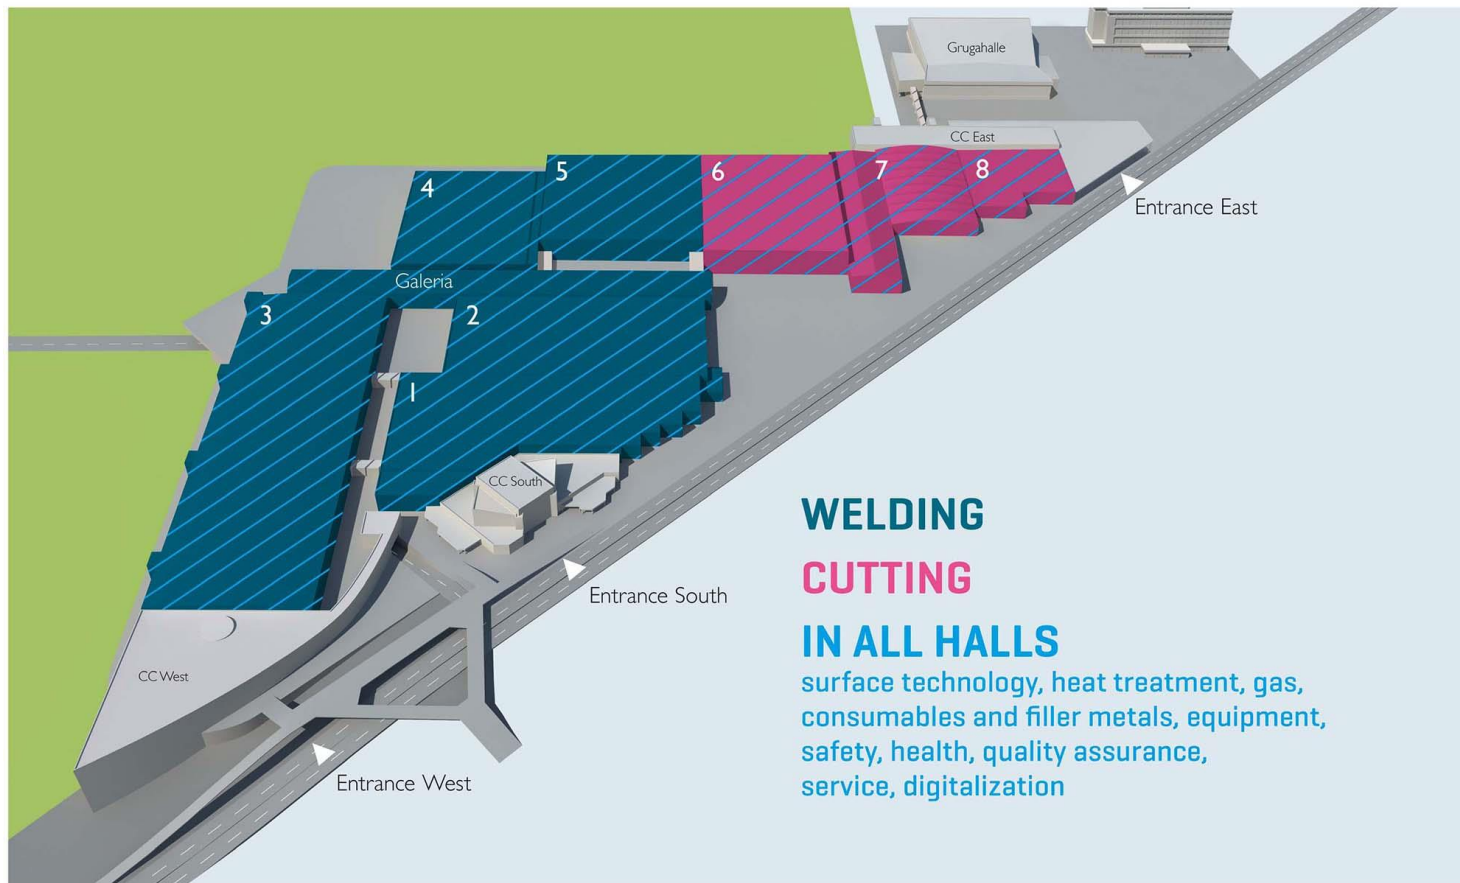 Grugahalle
CC East
5
6
7
8
4
Entrance East
Galeria
3
2
1
CC South
WELDING
CUTTING
Entrance South
IN ALL HALLS
surface technology, heat treatment, gas,
consumables and filler metals, equipment,
safety, health, quality assurance,
service, digitalization
CC West
Entrance West